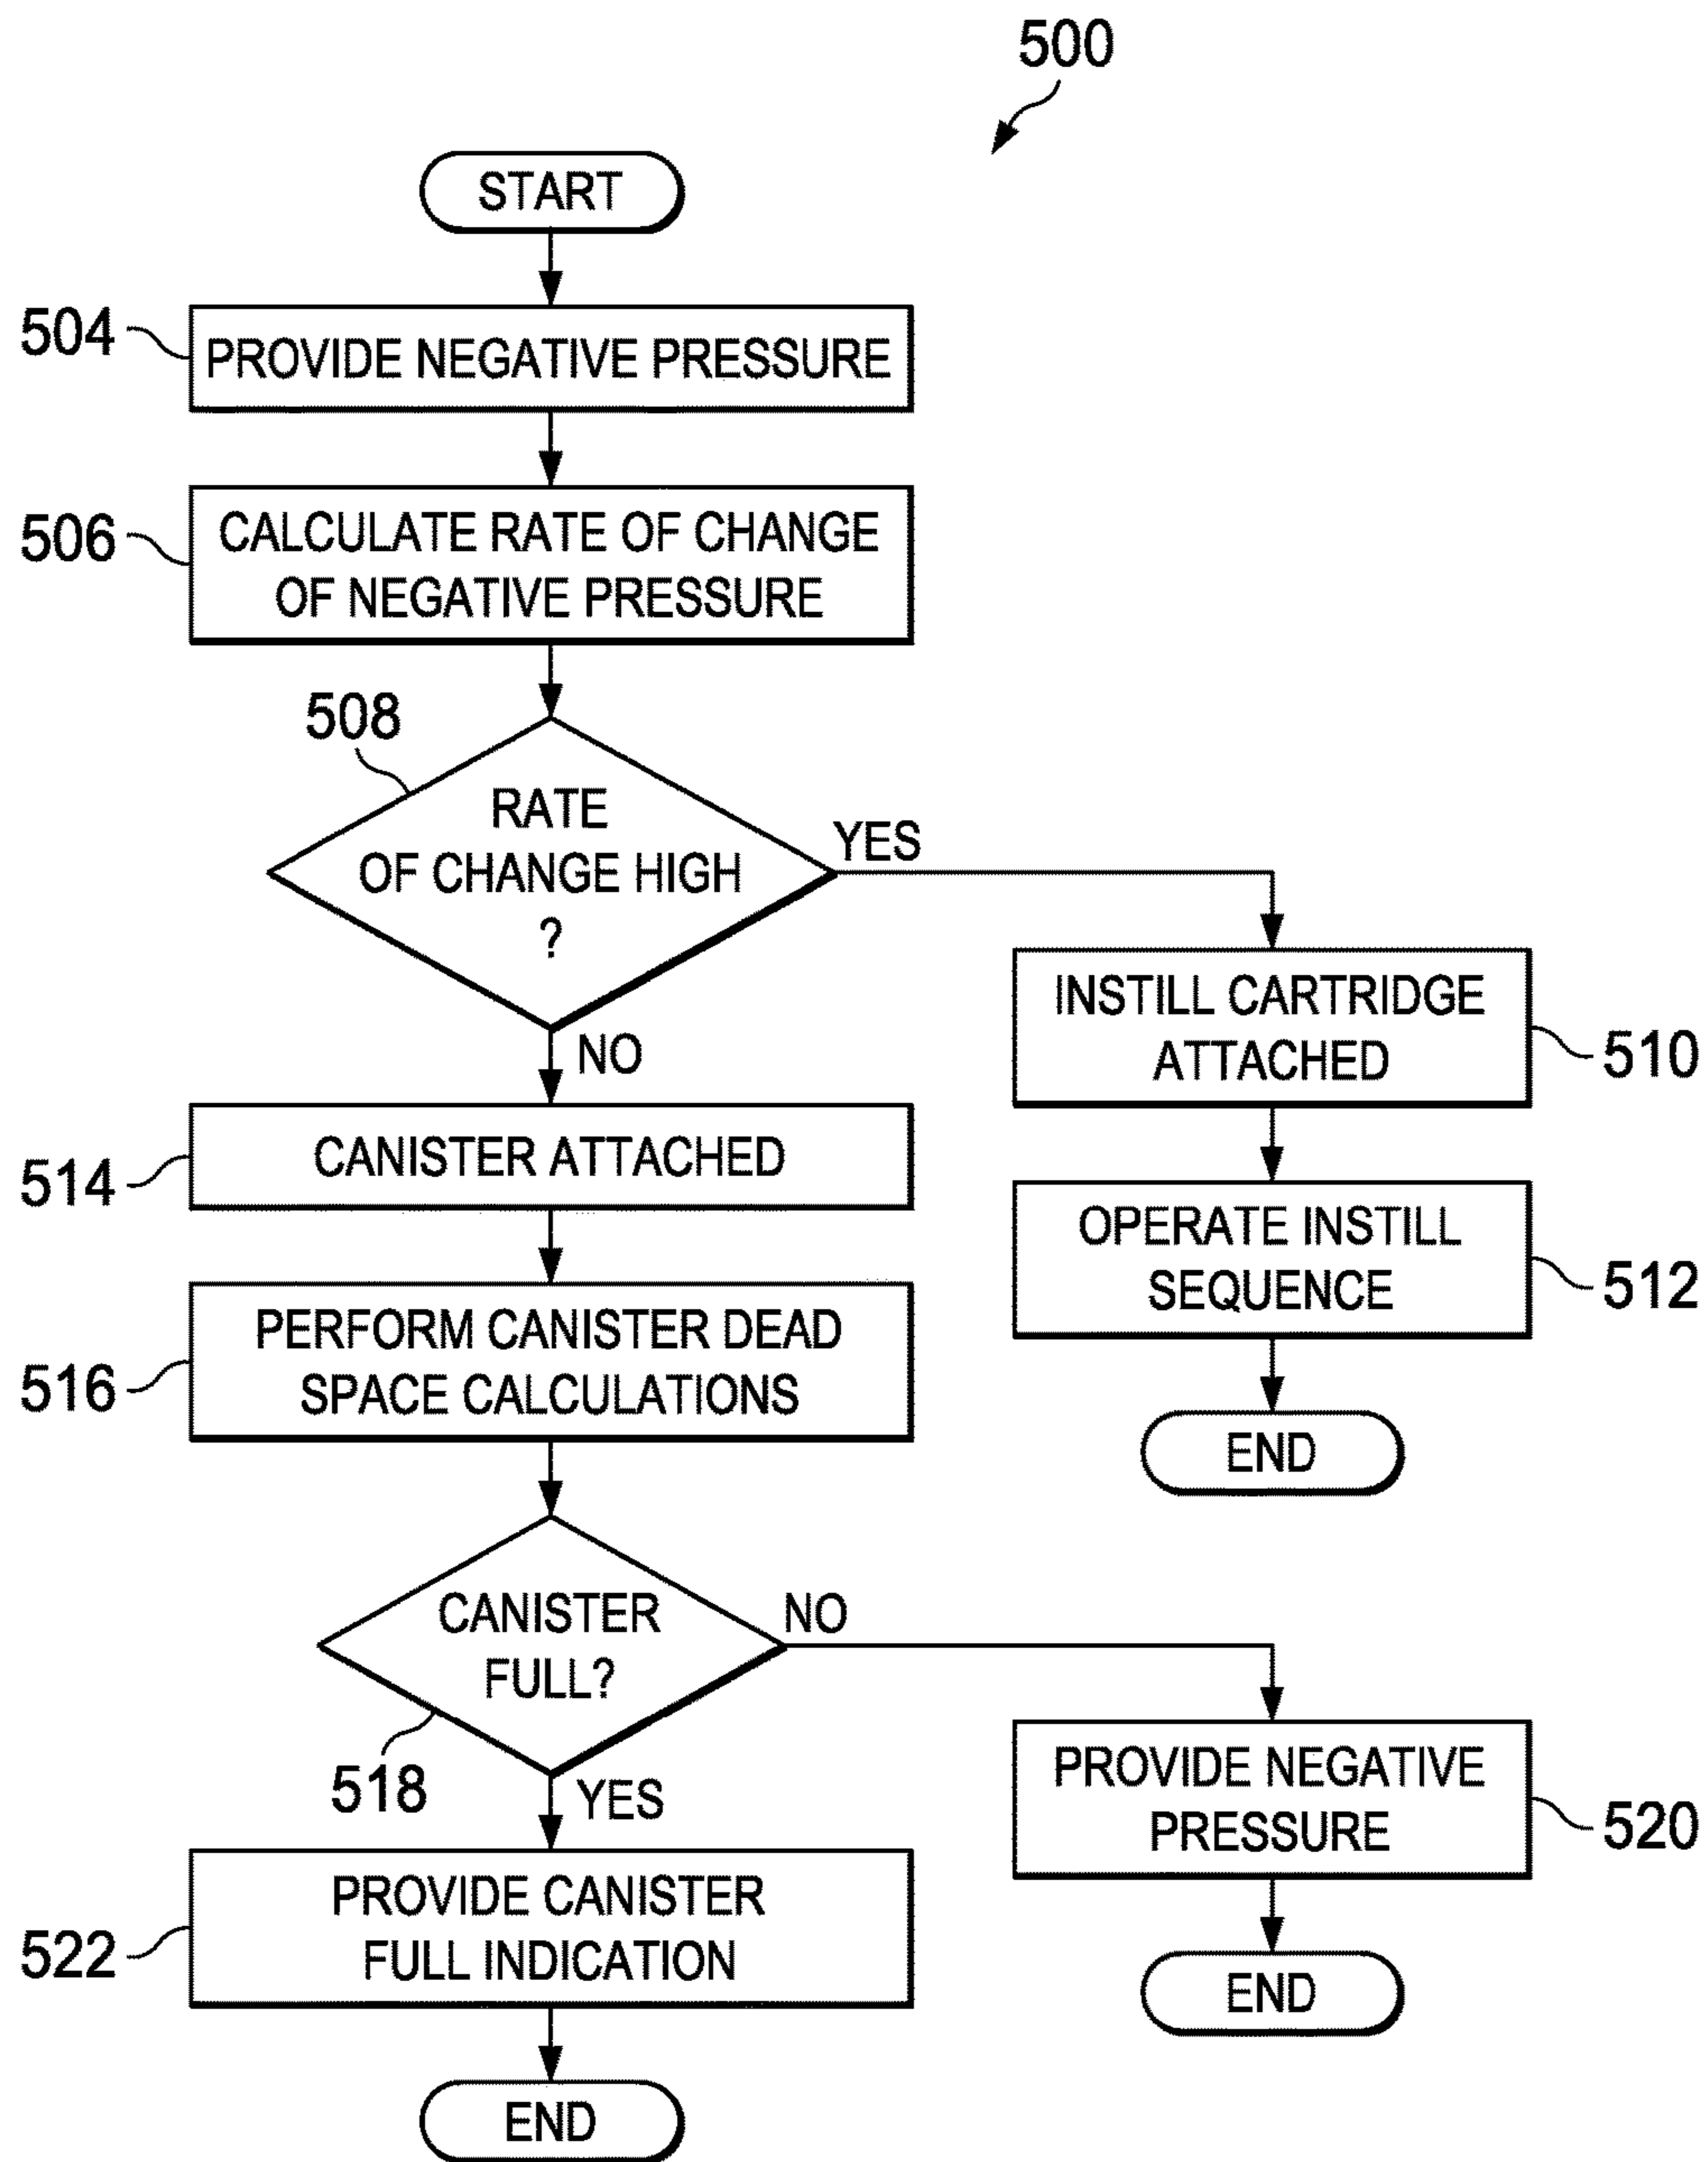 500
START
504
PROVIDE NEGATIVE PRESSURE
506
CALCULATE RATE OF CHANGE
OF NEGATIVE PRESSURE
508
RATE
OF CHANGE HIGH
?
YES
NO
INSTILL CARTRIDGE
ATTACHED
510
OPERATE INSTILL
SEQUENCE
512
END
514
CANISTER ATTACHED
516
PERFORM CANISTER DEAD
SPACE CALCULATIONS
CANISTER
FULL?
518
NO
YES
PROVIDE NEGATIVE
PRESSURE
520
END
522
PROVIDE CANISTER
FULL INDICATION
END